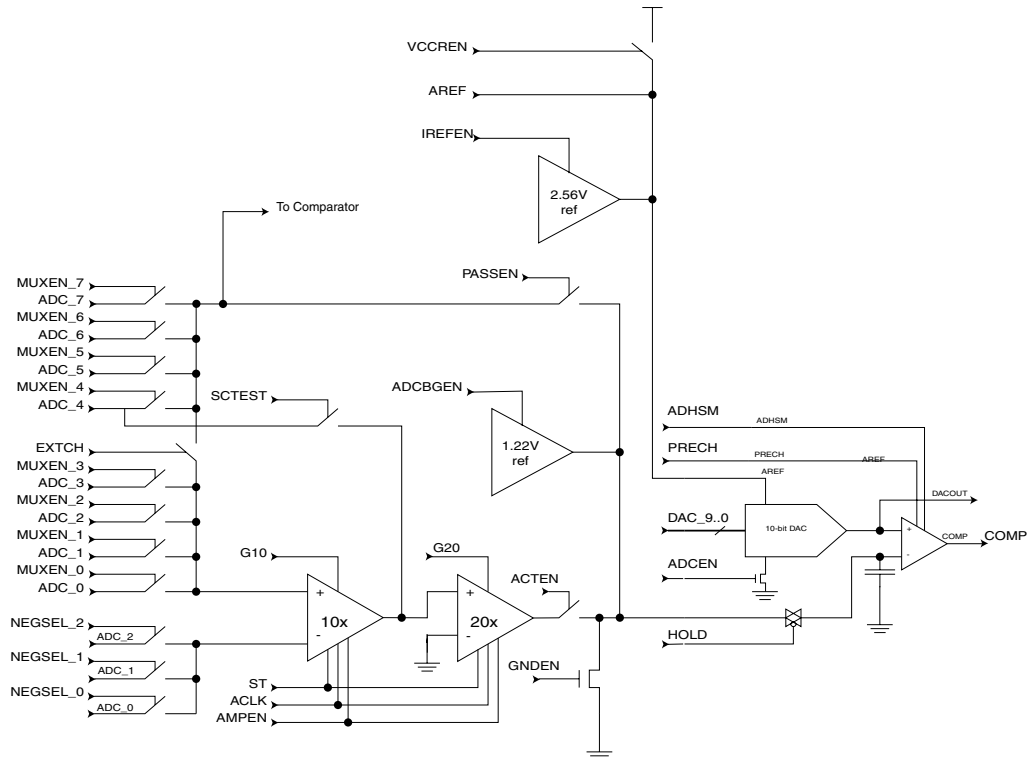 VCCREN
AREF
IREFEN
2.56V
ref
To Comparator
PASSEN
MUXEN_7
ADC_7
MUXEN_6
ADC_6
MUXEN_5
ADC_5
MUXEN_4
ADC_4
SCTEST
ADCBGEN
1.22V
ref
EXTCH
MUXEN_3
ADC_3
MUXEN_2
ADC_2
MUXEN_1
ADC_1
MUXEN_0
ADC_0
ADHSM
ADHSM
PRECH
PRECH
AREF
AREF
DACOUT
DAC_9..0
10-bit DAC
+
-
COMP
COMP
ADCEN
G10
G20
ACTEN
+
10x
-
+
20x
-
HOLD
NEGSEL_2
ADC_2
NEGSEL_1
ADC_1
NEGSEL_0
ADC_0
GNDEN
ST
ACLK
AMPEN